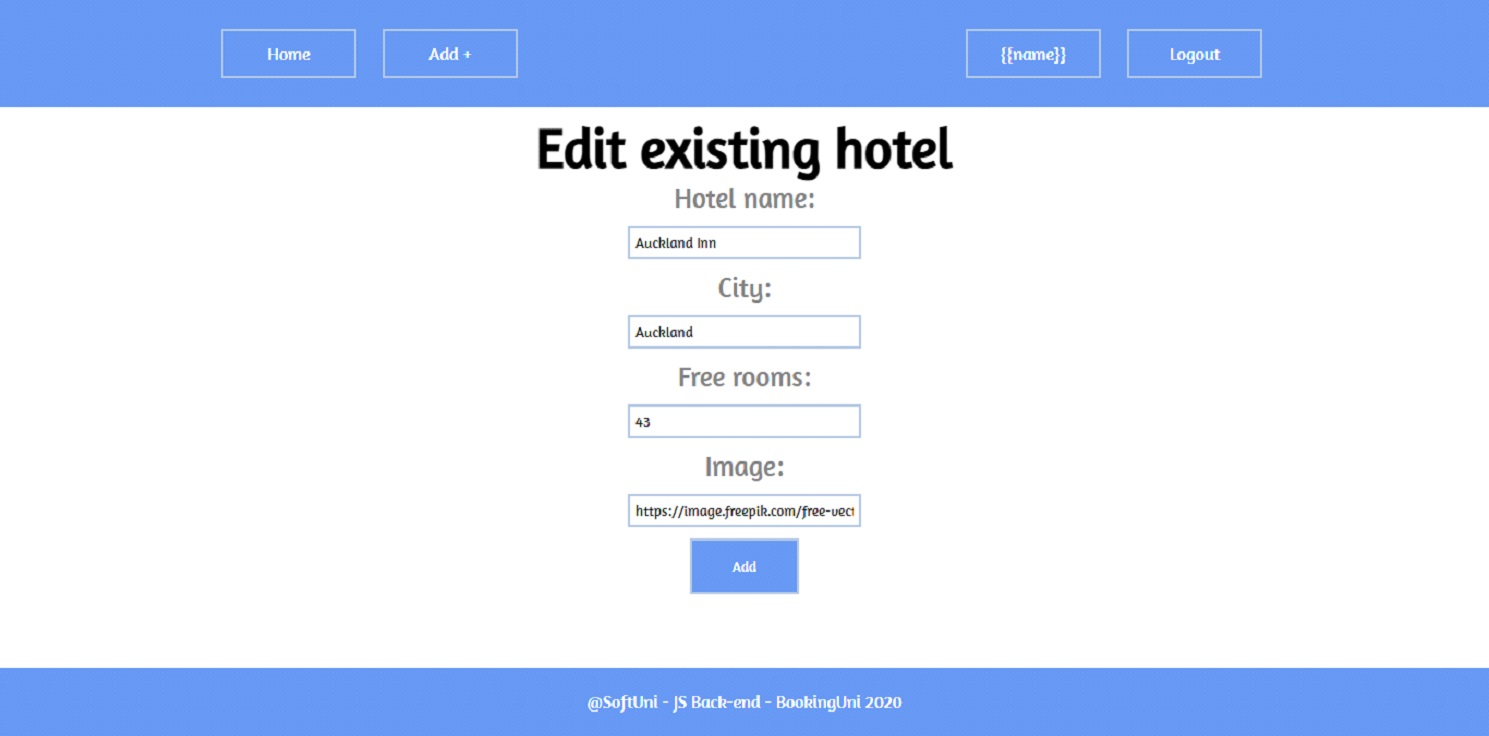 Home Add + {{name}} Logout
Edit existing hotel
Hotel name:
Auckland Inn
City:
Auckland
Free rooms:
43
Image:
https://image.freepik.com/free-vect
Add
@SoftUni - JS Back-end - BookingUni 2020